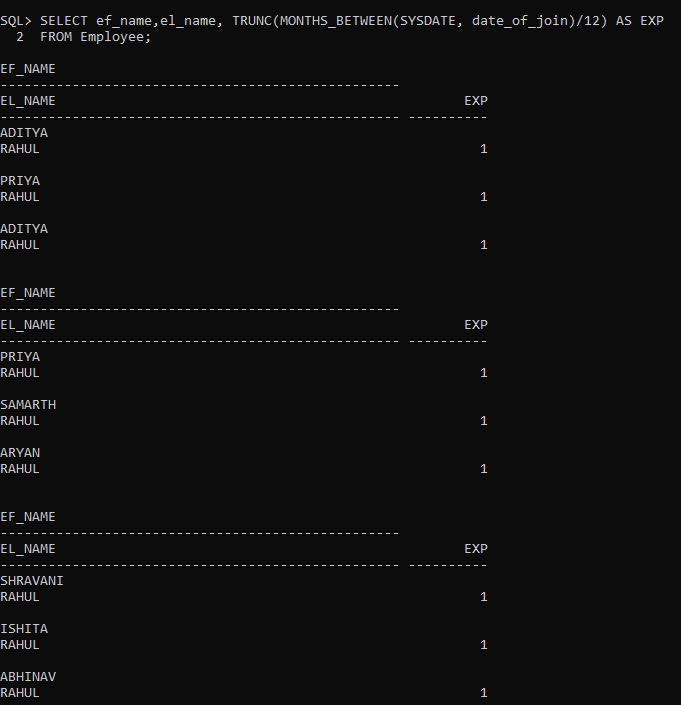 SQL> SELECT ef_name,el_name, TRUNC(MONTHS_BETWEEN(SYSDATE, date_of_join)/12) AS EXP
  2  FROM Employee;
EF_NAME
--------------------------------------------------
EL_NAME                                                   EXP
-------------------------------------------------- ----------
ADITYA
RAHUL                                                       1
PRIYA
RAHUL                                                       1
ADITYA
RAHUL                                                       1
EF_NAME
--------------------------------------------------
EL_NAME                                                   EXP
-------------------------------------------------- ----------
PRIYA
RAHUL                                                       1
SAMARTH
RAHUL                                                       1
ARYAN
RAHUL                                                       1
EF_NAME
--------------------------------------------------
EL_NAME                                                   EXP
-------------------------------------------------- ----------
SHRAVANI
RAHUL                                                       1
ISHITA
RAHUL                                                       1
ABHINAV
RAHUL                                                       1